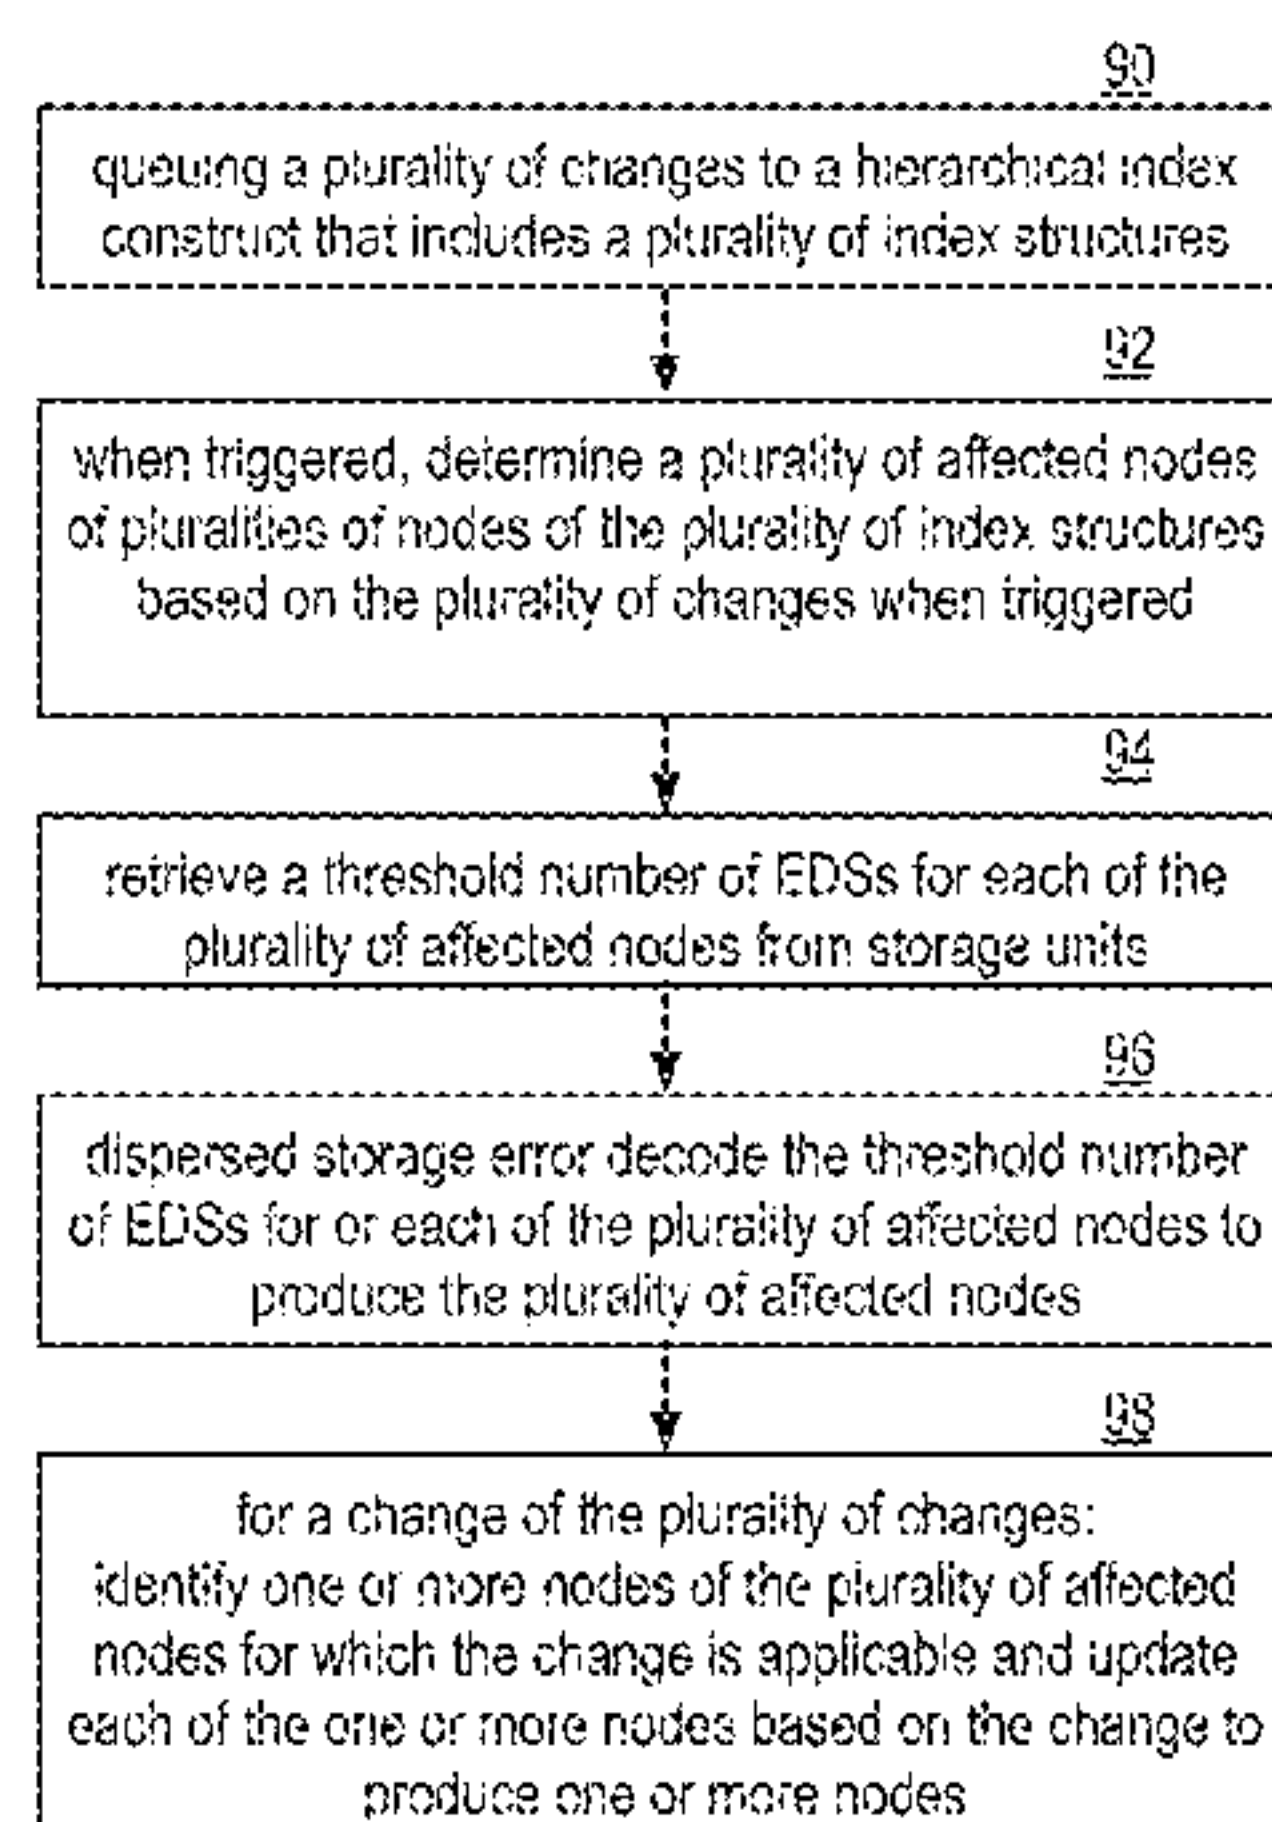 90
queuing a plurality of changes to a hierarchical index
construct that includes a plurality of index structures
92
when triggered, determine a plurality of affected nodes
of pluralities of nodes of the plurality of index structures
based on the plurality of changes when triggered
94
retrieve a threshold number of EDSs for each of the
plurality of affected nodes from storage units
96
dispersed storage error decode the threshold number
of EDSs for or each of the plurality of affected nodes to
produce the plurality of affected nodes
98
for a change of the plurality of changes:
identify one or more nodes of the plurality of affected
nodes for which the change is applicable and update
each of the one or more nodes based on the change to
produce one or more nodes